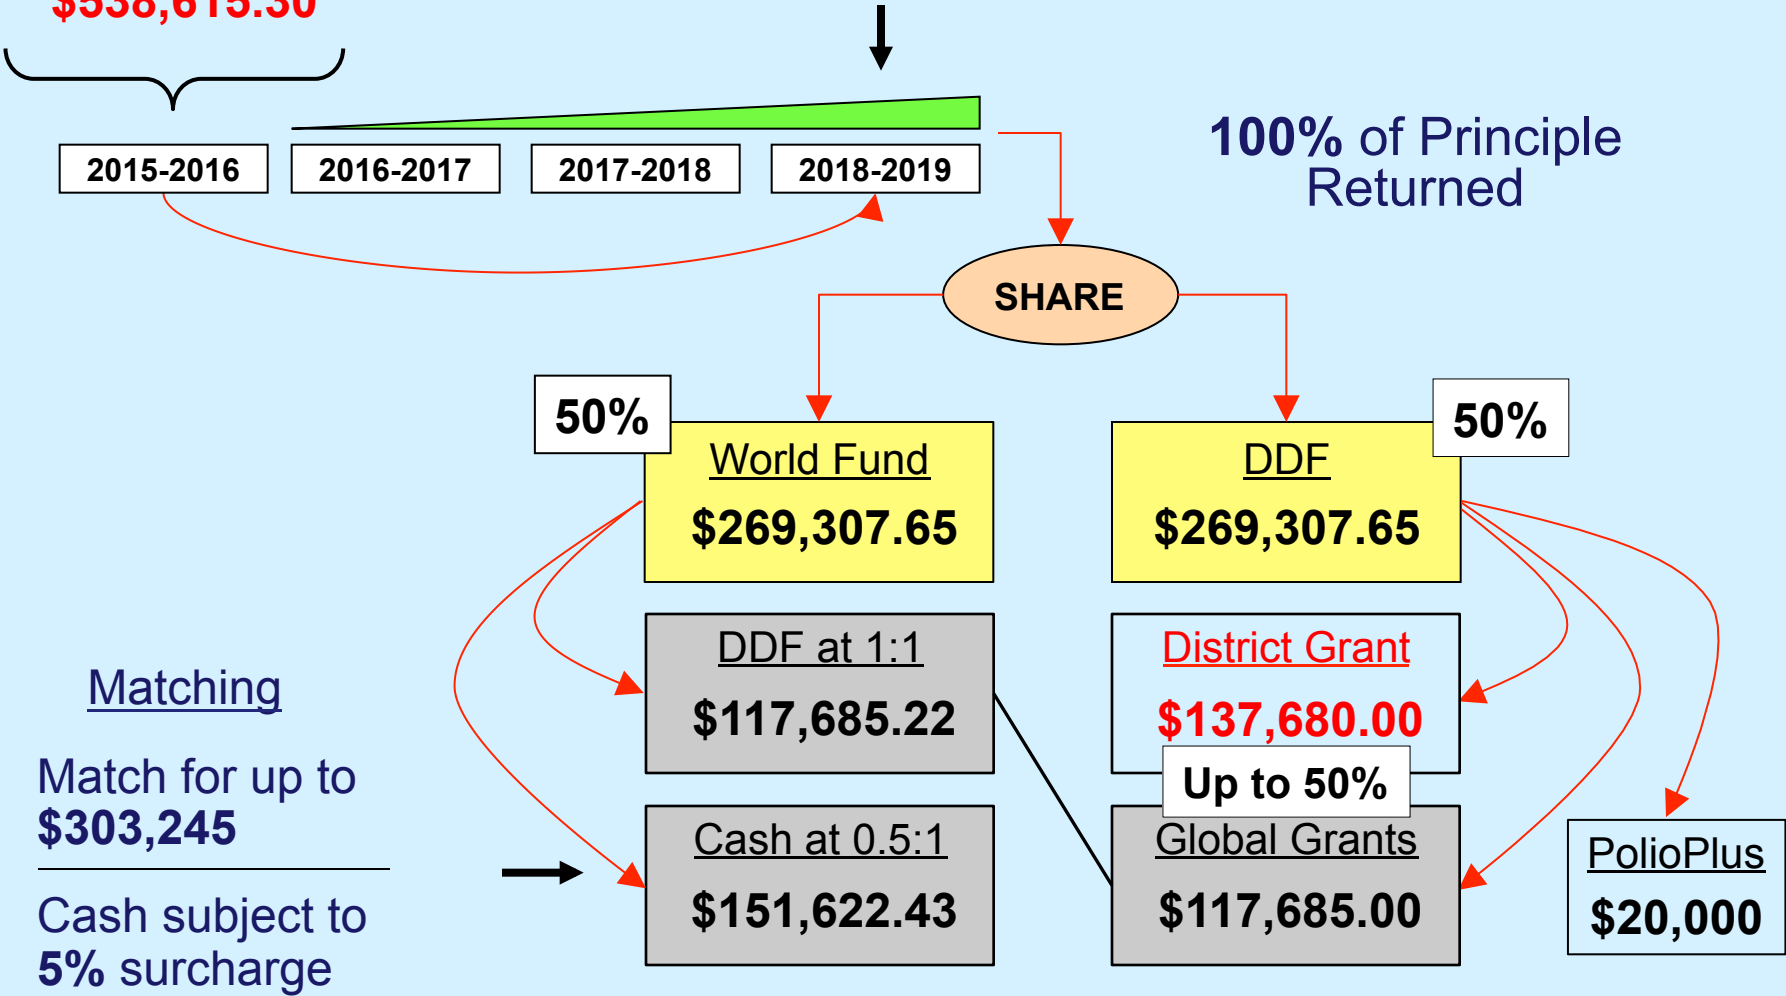 $538,615.30
2015-2016
2016-2017
2017-2018
2018-2019
100% of Principle
Returned
SHARE
50%
World Fund
$269,307.65
50%
DDF
$269,307.65
DDF at 1:1
$117,685.22
District Grant
$137,680.00
Up to 50%
Matching
Match for up to
$303,245
Cash subject to
5% surcharge
Cash at 0.5:1
$151,622.43
Global Grants
$117,685.00
PolioPlus
$20,000